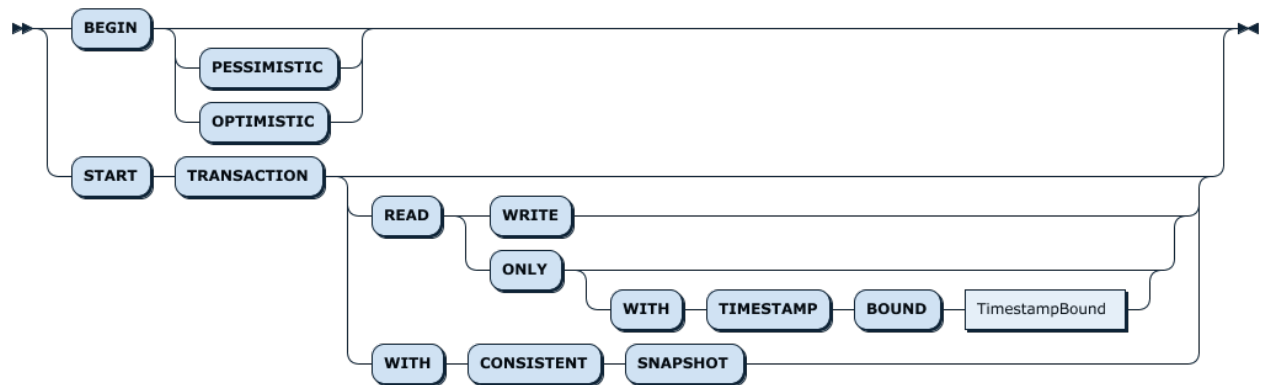 BEGIN
PESSIMISTIC
OPTIMISTIC
START TRANSACTION
READ WRITE
ONLY
WITH TIMESTAMP BOUND TimestampBound
WITH CONSISTENT SNAPSHOT